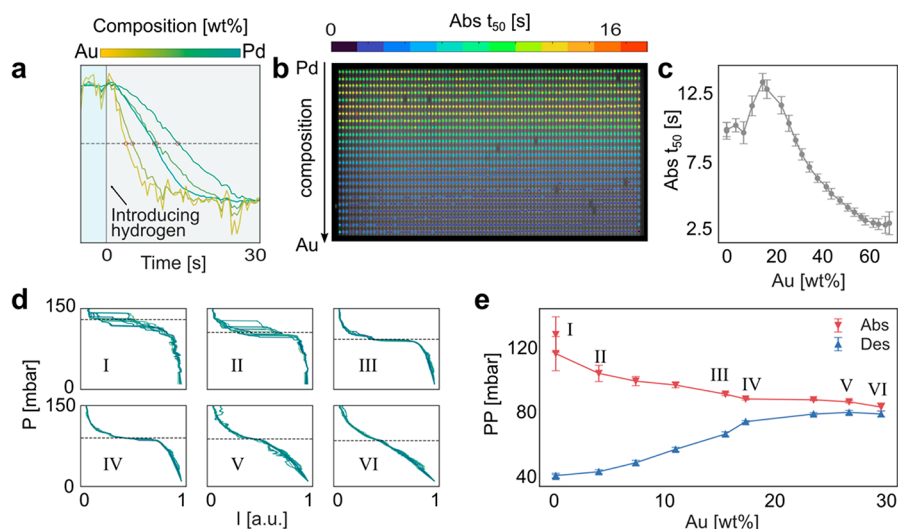 Composition [wt%]
Au Pd
a
Introducing
hydrogen
Time [s] 30
Abs t50 [s]
0 16
b
Pd
composition
Au
c
Abs t50 [s]
12.5
7.5
2.5
0 20 40 60
Au [wt%]
d
P [mbar]
150
0
I
II
III
150
0
IV
V
VI
0 1 0 1 0 1
I [a.u.]
e
PP [mbar]
120
80
40
I
II
III
IV
V
VI
Abs
Des
0 10 20 30
Au [wt%]